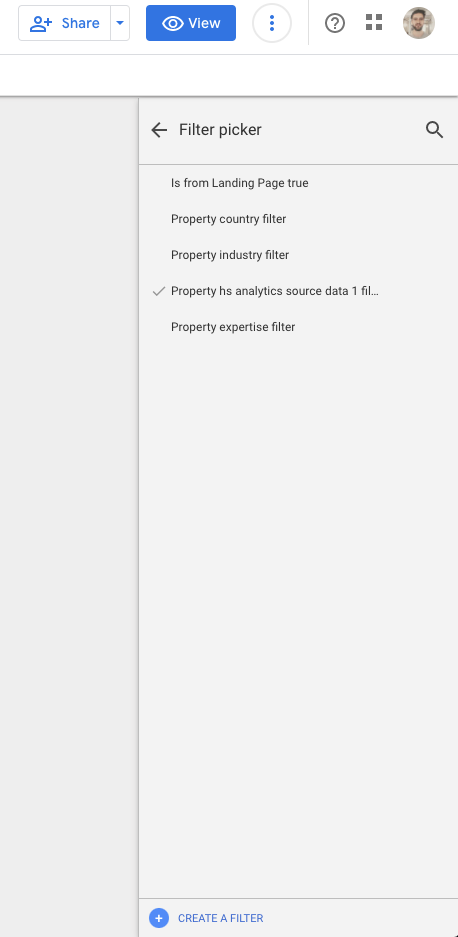 Share
View
Filter picker
Is from Landing Page true
Property country filter
Property industry filter
Property hs analytics source data 1 fil...
Property expertise filter
CREATE A FILTER